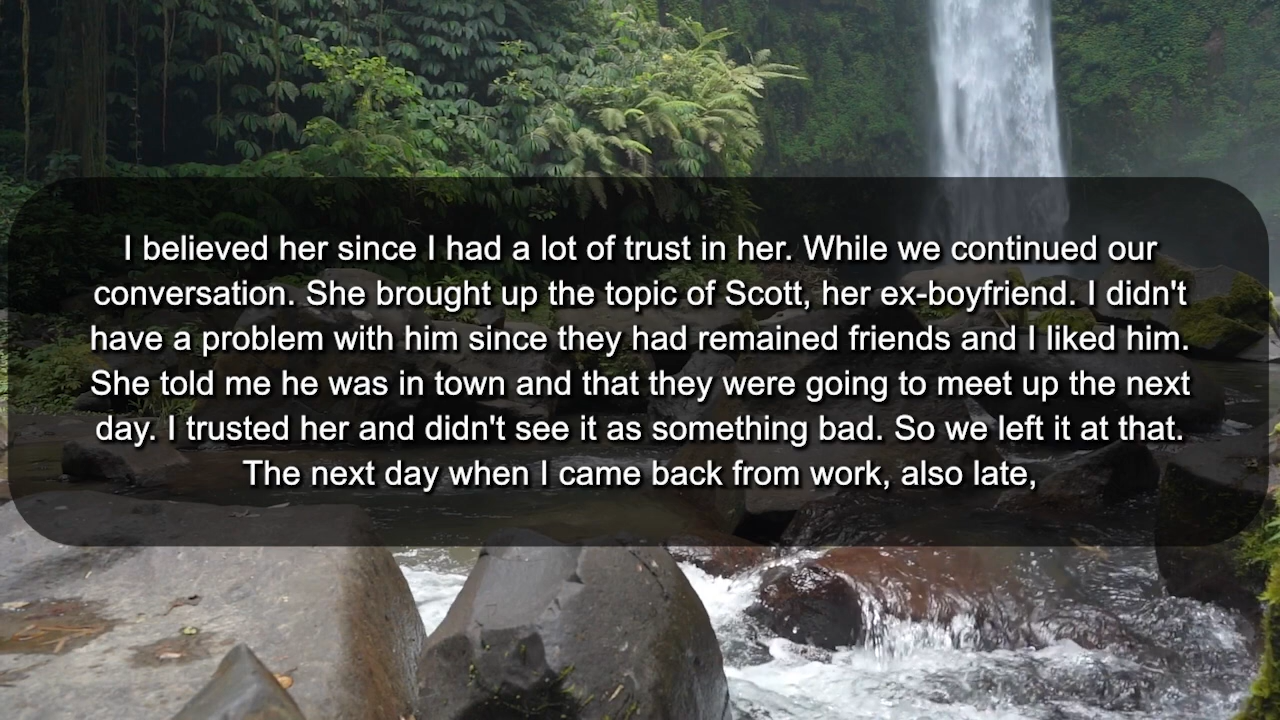 I believed her since I had a lot of trust in her. While we continued our
conversation. She brought up the topic of Scott, her ex-boyfriend. I didn't
have a problem with him since they had remained friends and I liked him.
She told me he was in town and that they were going to meet up the next
day. I trusted her and didn't see it as something bad. So we left it at that.
The next day when I came back from work, also late,